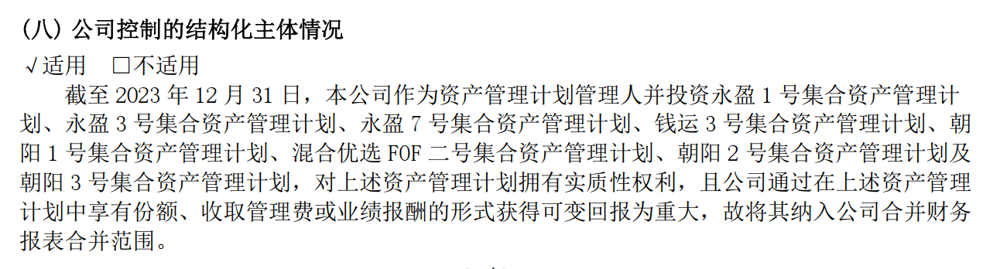 (八) 公司控制的结构化主体情况
√适用 □不适用
截至 2023 年 12 月 31 日，本公司作为资产管理计划管理人并投资永盈 1 号集合资产管理计
划、永盈 3 号集合资产管理计划、永盈 7 号集合资产管理计划、钱运 3 号集合资产管理计划、朝
阳 1 号集合资产管理计划、混合优选 FOF 二号集合资产管理计划、朝阳 2 号集合资产管理计划及
朝阳 3 号集合资产管理计划，对上述资产管理计划拥有实质性权利，且公司通过在上述资产管理
计划中享有份额、收取管理费或业绩报酬的形式获得可变回报为重大，故将其纳入公司合并财务
报表合并范围。